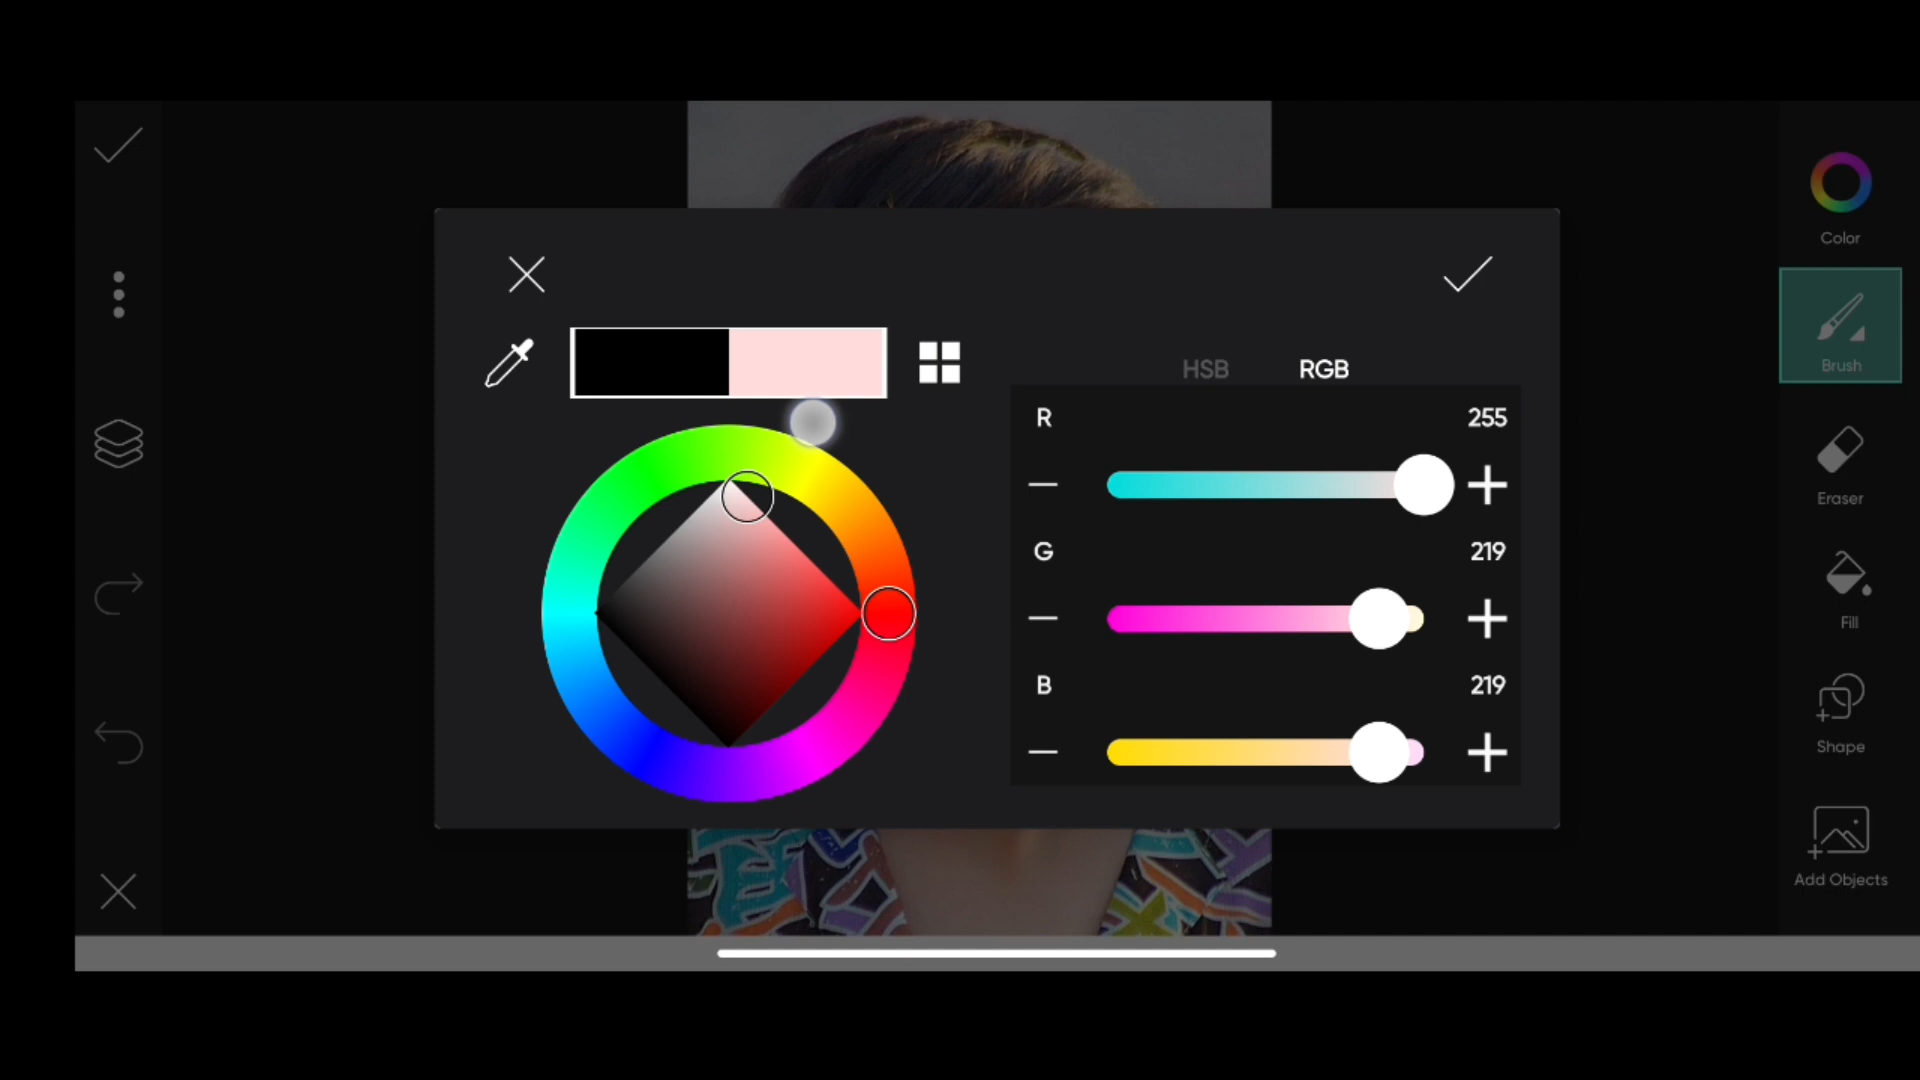 HSB RGB
R 255
G 219
B 219
Color
Brush
Eraser
Fill
Shape
Add Objects